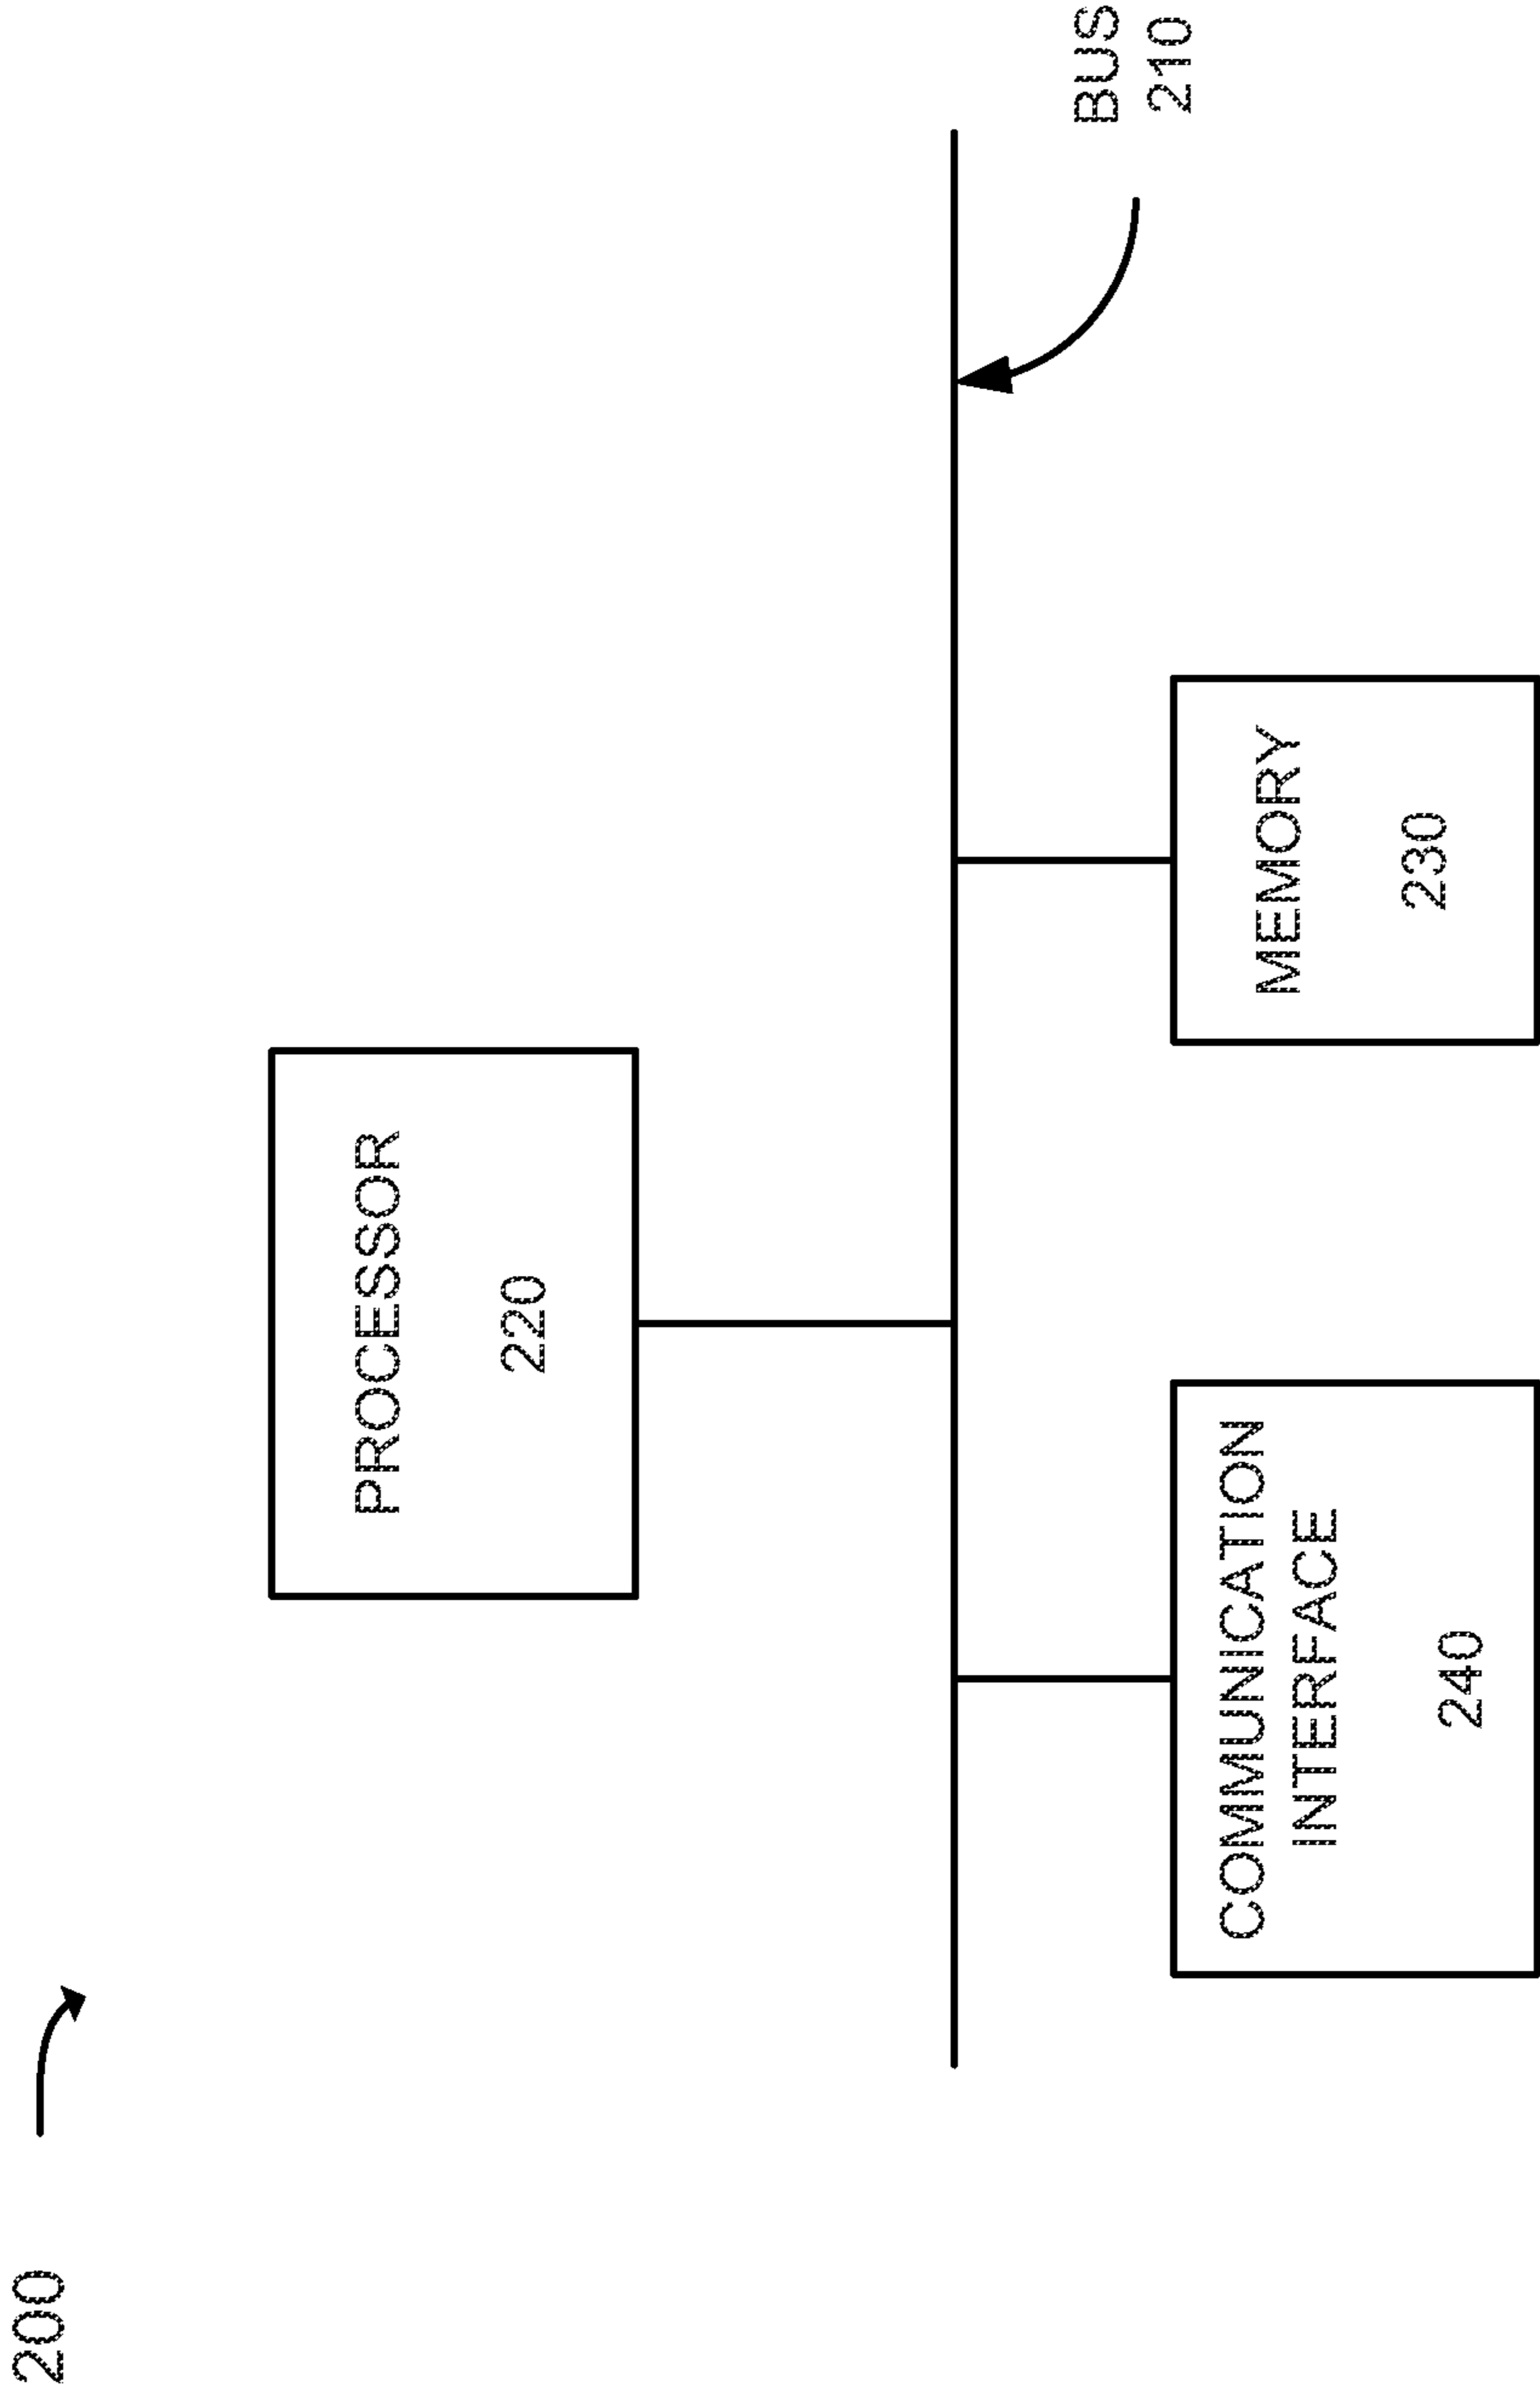 200
PROCESSOR
220
BUS
210
COMMUNICATION
INTERFACE
240
MEMORY
230